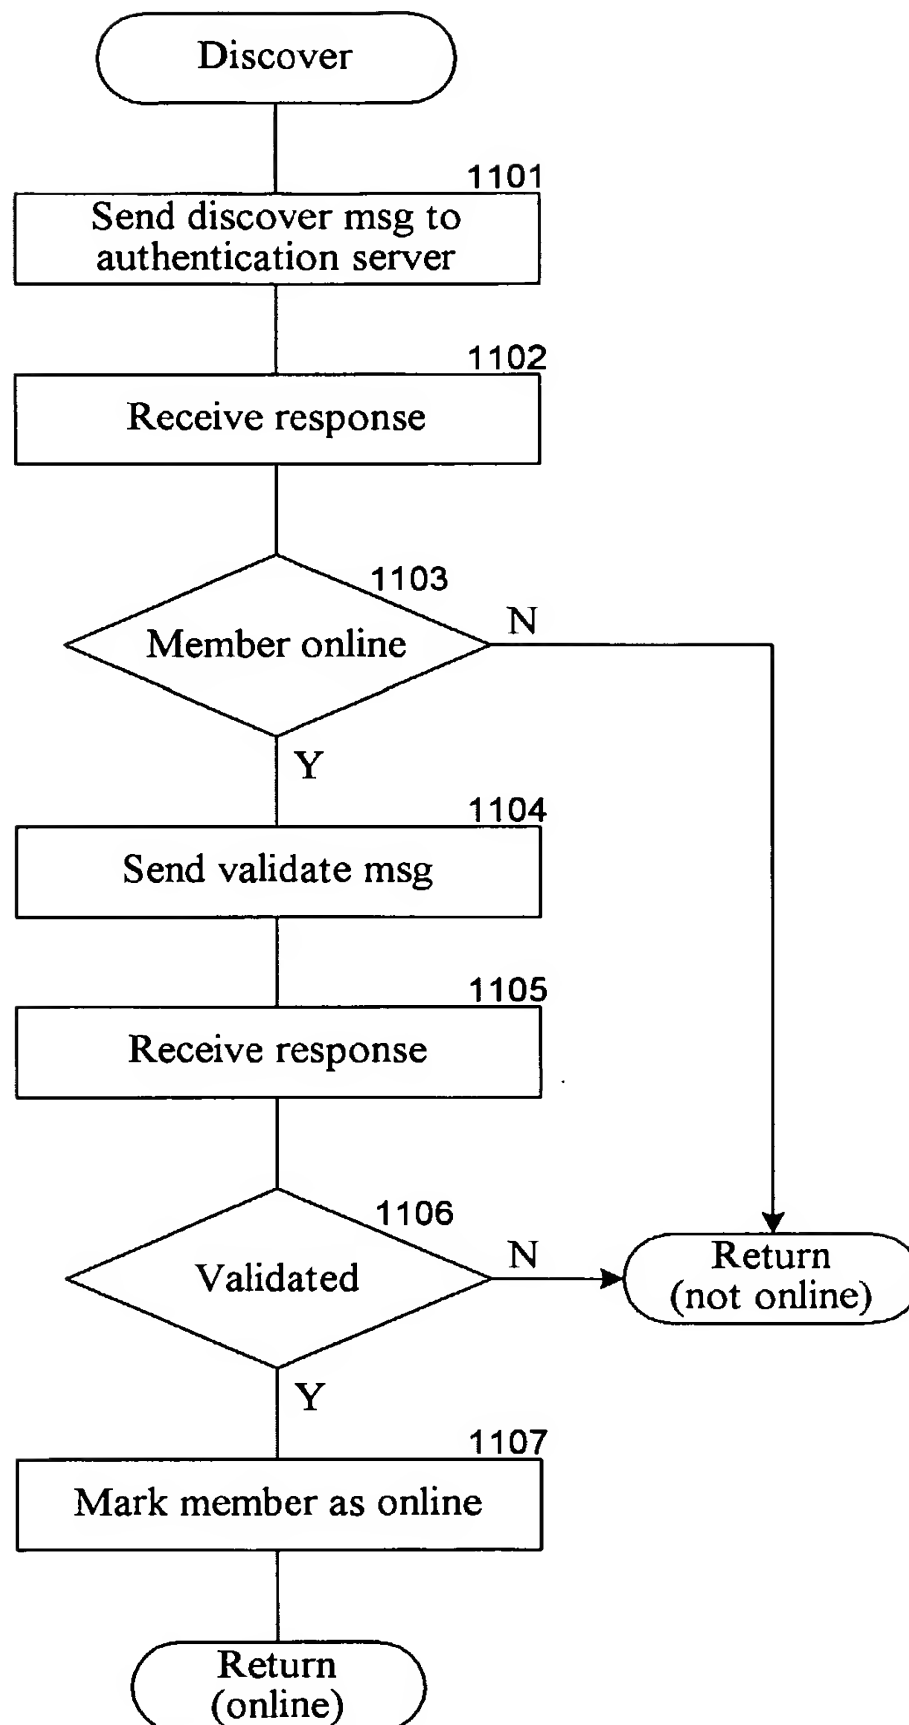 Discover
1101
Send discover msg to
authentication server
1102
Receive response
1103
Member online
N
Y
1104
Send validate msg
1105
Receive response
1106
Validated
N
Return
(not online)
Y
1107
Mark member as online
Return
(online)